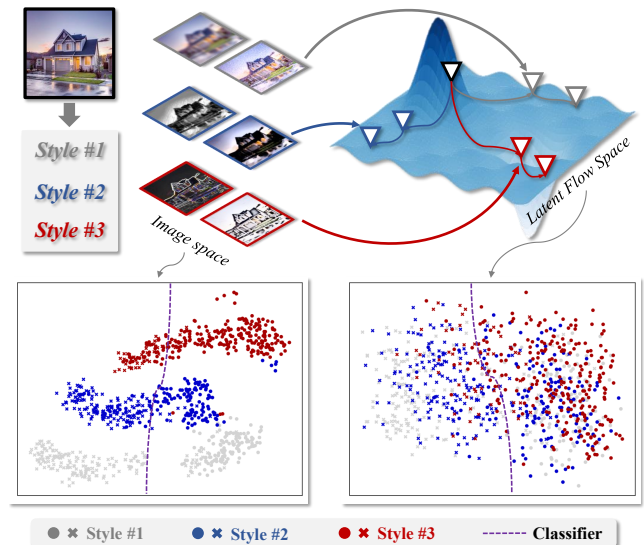 Style #1
Style #2
Style #3
Image space
Latent Flow Space
Style #1
Style #2
Style #3
Classifier